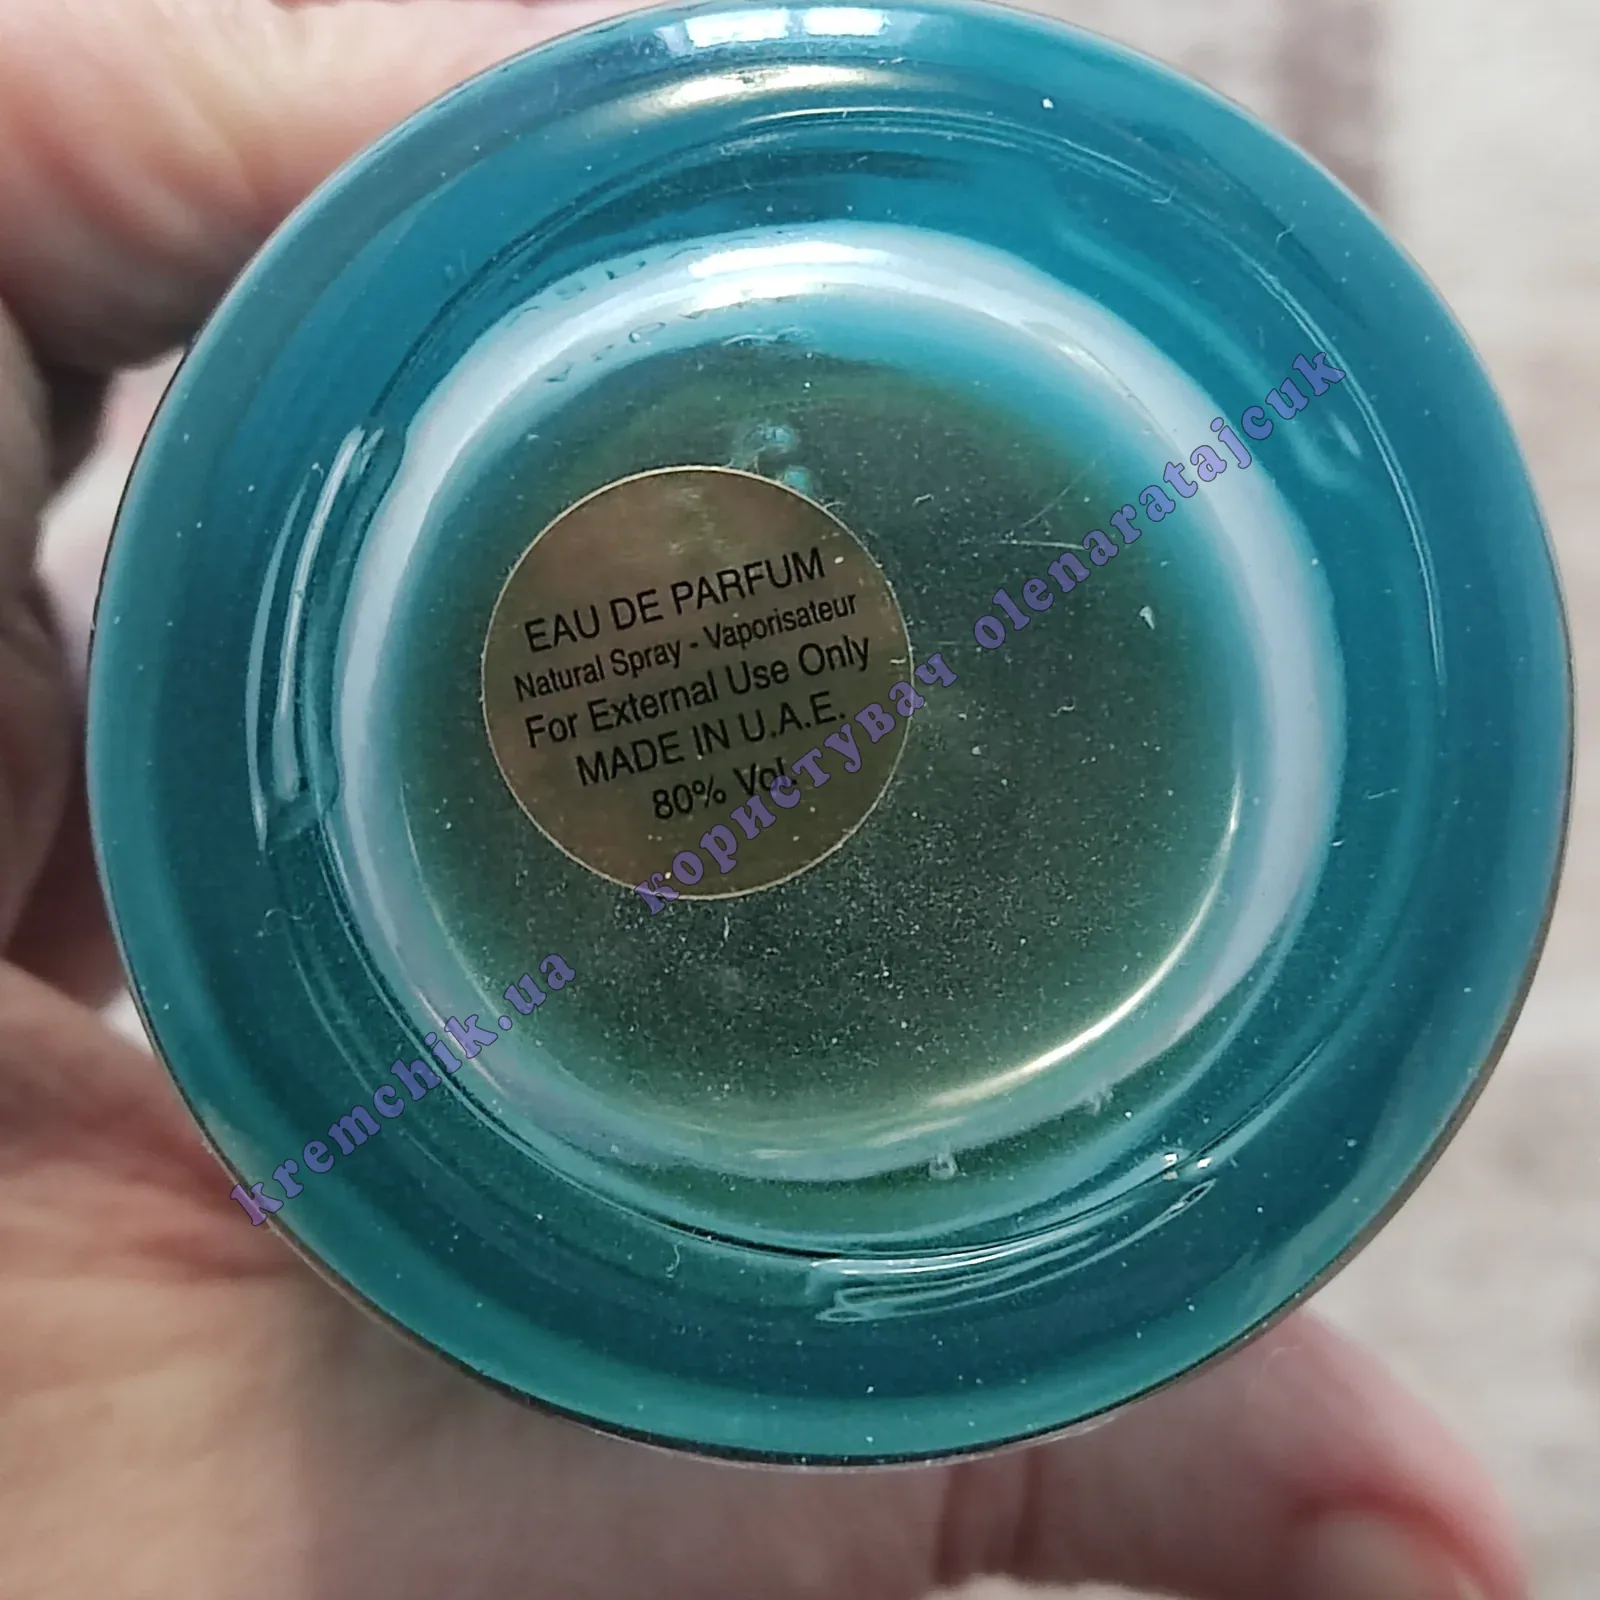 EAU DE PARFUM
Natural Spray - Vaporisateur
For External Use Only
MADE IN U.A.E.
80% Vol.
kremchik.ua користувач olenaratajcuk